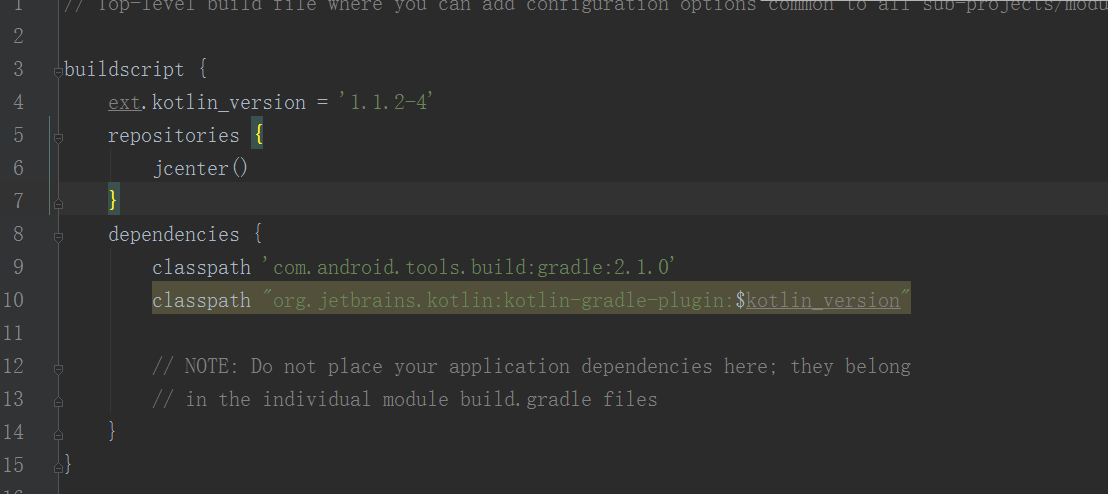 1 // Top-level build file where you can add configuration options common to all sub-projects/modu
2
3 buildscript {
4 ext.kotlin_version = '1.1.2-4'
5 repositories {
6 jcenter()
7 }
8 dependencies {
9 classpath 'com.android.tools.build:gradle:2.1.0'
10 classpath "org.jetbrains.kotlin:kotlin-gradle-plugin:$kotlin_version"
11
12 // NOTE: Do not place your application dependencies here; they belong
13 // in the individual module build.gradle files
14 }
15 }